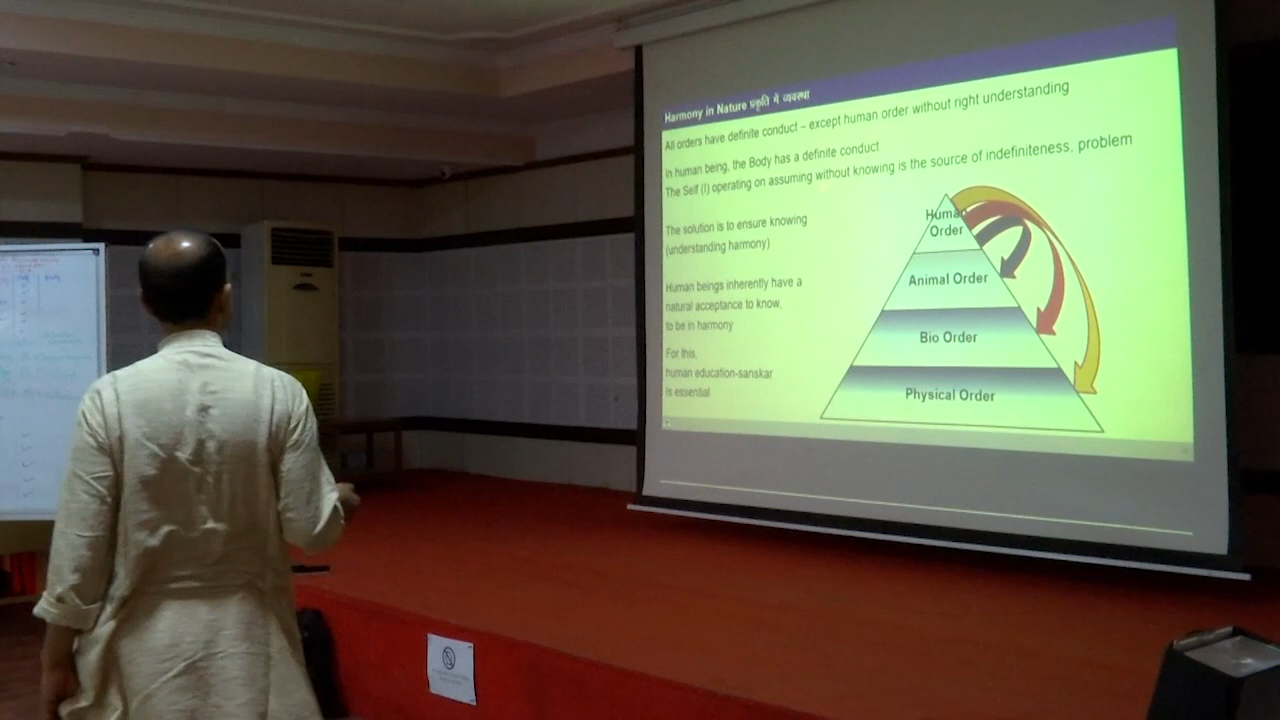 Harmony in Nature प्रकृति में व्यवस्था
All orders have definite conduct – except human order without right understanding
In human being, the Body has a definite conduct
The Self (I) operating on assuming without knowing is the source of indefiniteness, problem
The solution is to ensure knowing
(understanding harmony)
Human beings inherently have a
natural acceptance to know,
to be in harmony
For this,
human education-sanskar
is essential
Human
Order
Animal Order
Bio Order
Physical Order